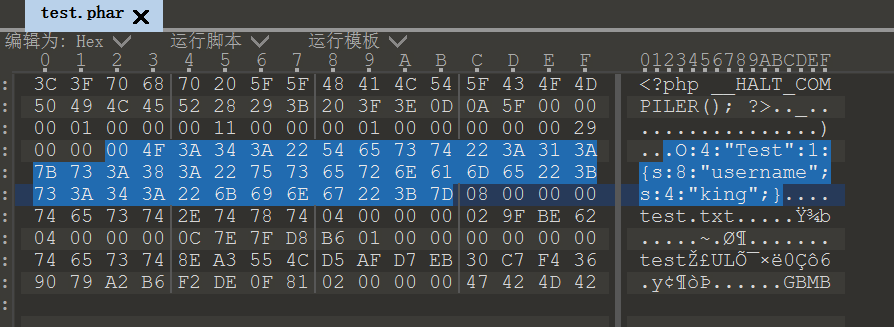 test.phar
编辑为: Hex 运行脚本 运行模板
0 1 2 3 4 5 6 7 8 9 A B C D E F 0123456789ABCDEF
: 3C 3F 70 68 70 20 5F 5F 48 41 4C 54 5F 43 4F 4D <?php __HALT_COM
: 50 49 4C 45 52 28 29 3B 20 3F 3E 0D 0A 5F 00 00 PILER(); ?>.._..
: 00 01 00 00 00 11 00 00 00 01 00 00 00 00 00 29 ...............)
: 00 00 00 4F 3A 34 3A 22 54 65 73 74 22 3A 31 3A ...O:4:"Test":1:
: 7B 73 3A 38 3A 22 75 73 65 72 6E 61 6D 65 22 3B {s:8:"username";
: 73 3A 34 3A 22 6B 69 6E 67 22 3B 7D 08 00 00 00 s:4:"king";}....
: 74 65 73 74 2E 74 78 74 04 00 00 00 02 9F BE 62 test.txt.....Ÿ¾b
: 04 00 00 00 0C 7E 7F D8 B6 01 00 00 00 00 00 00 .....~.Ø¶.......
: 74 65 73 74 8E A3 55 4C D5 AF D7 EB 30 C7 F4 36 testŽ£ULÕ¯×ë0Çô6
: 90 79 A2 B6 F2 DE 0F 81 02 00 00 00 47 42 4D 42 .y¢¶òÞ......GBMB
: